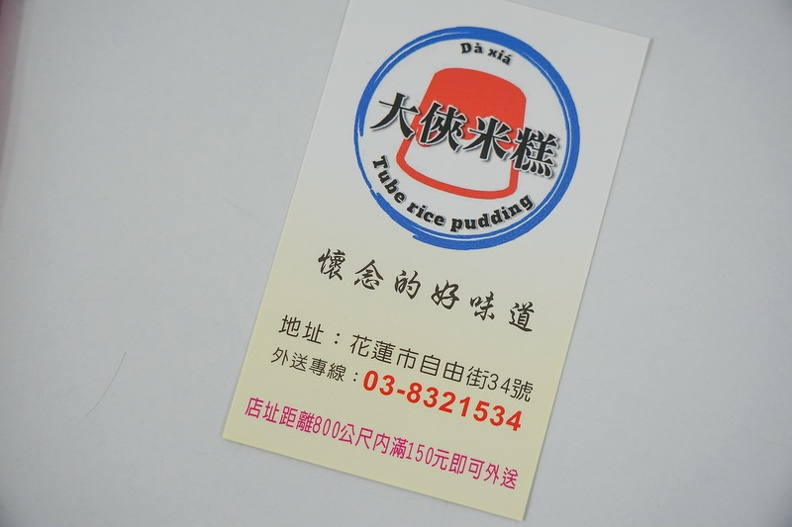 Dà xiá
大俠米糕
Tube rice pudding
懷念的好味道
地址：花蓮市自由街34號
外送專線：03-8321534
店址距離800公尺內滿150元即可外送